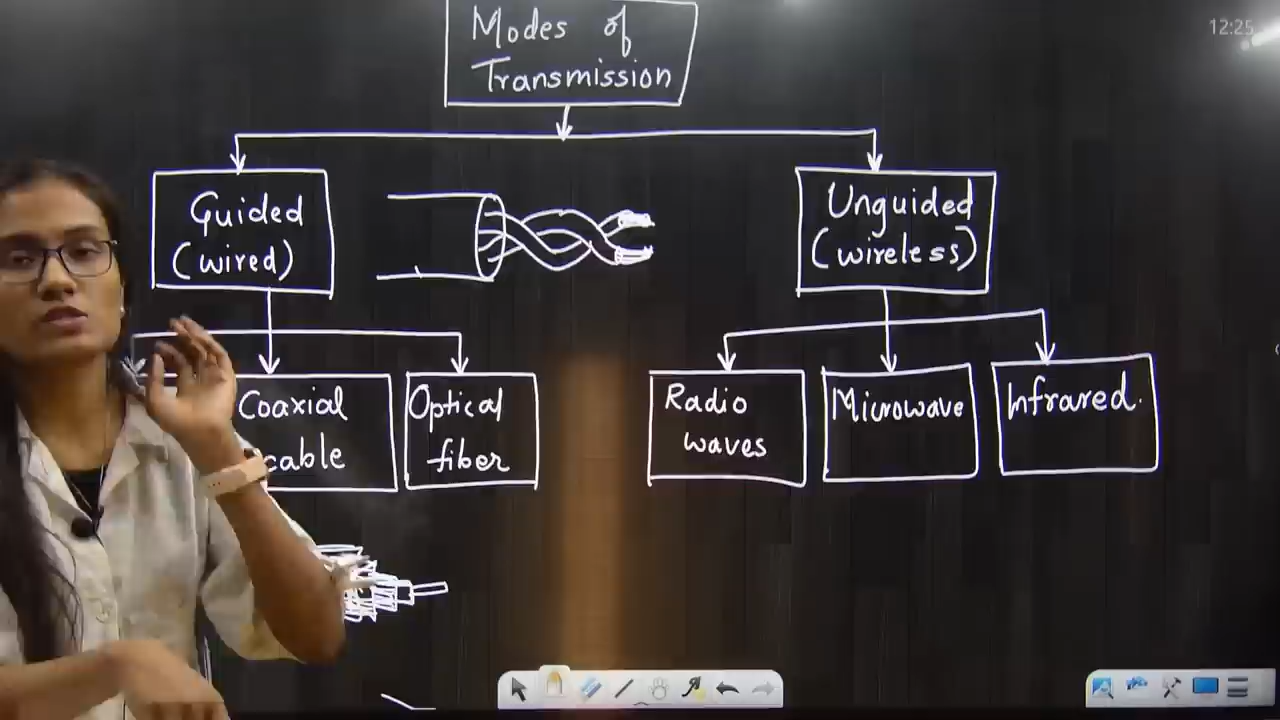 12:25
Modes of
Transmission
Guided
(wired)
Unguided
(wireless)
Coaxial
cable
Optical
fiber
Radio
waves
Microwave
Infrared.